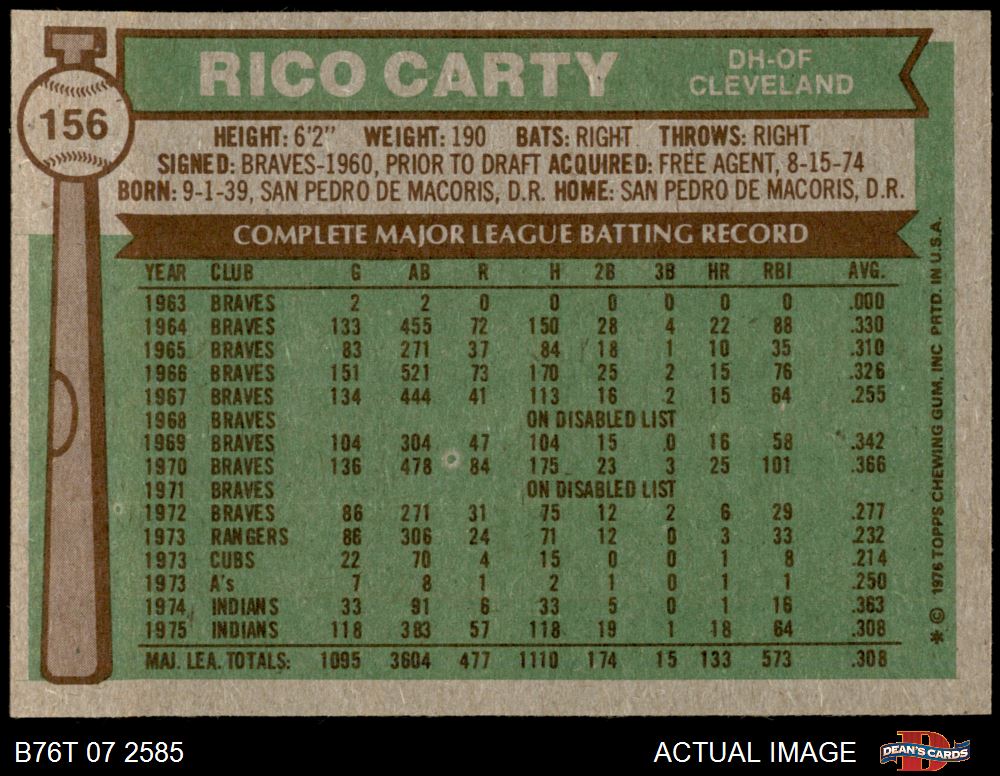 RICO CARTY
DH-OF
CLEVELAND
156
HEIGHT: 6'2" WEIGHT: 190 BATS: RIGHT THROWS: RIGHT
SIGNED: BRAVES-1960, PRIOR TO DRAFT ACQUIRED: FREE AGENT, 8-15-74
BORN: 9-1-39, SAN PEDRO DE MACORIS, D.R. HOME: SAN PEDRO DE MACORIS, D.R.
COMPLETE MAJOR LEAGUE BATTING RECORD
YEAR CLUB G AB R H 2B 3B HR RBI AVG.
1963 BRAVES 2 2 0 0 0 0 0 0 .000
1964 BRAVES 133 455 72 150 28 4 22 88 .330
1965 BRAVES 83 271 37 84 18 1 10 35 .310
1966 BRAVES 151 521 73 170 25 2 15 76 .326
1967 BRAVES 134 444 41 113 16 2 15 64 .255
1968 BRAVES ON DISABLED LIST
1969 BRAVES 104 304 47 104 15 0 16 58 .342
1970 BRAVES 136 478 84 175 23 3 25 101 .366
1971 BRAVES ON DISABLED LIST
1972 BRAVES 86 271 31 75 12 2 6 29 .277
1973 RANGERS 86 306 24 71 12 0 3 33 .232
1973 CUBS 22 70 4 15 0 0 1 8 .214
1973 A's 7 8 1 2 1 0 1 1 .250
1974 INDIANS 33 91 6 33 5 0 1 16 .363
1975 INDIANS 118 383 57 118 19 1 18 64 .308
MAJ. LEA. TOTALS: 1095 3604 477 1110 174 15 133 573 .308
* © 1976 TOPPS CHEWING GUM, INC PRTD. IN U.S.A.
B76T 07 2585
ACTUAL IMAGE
D
DEAN'S CARDS